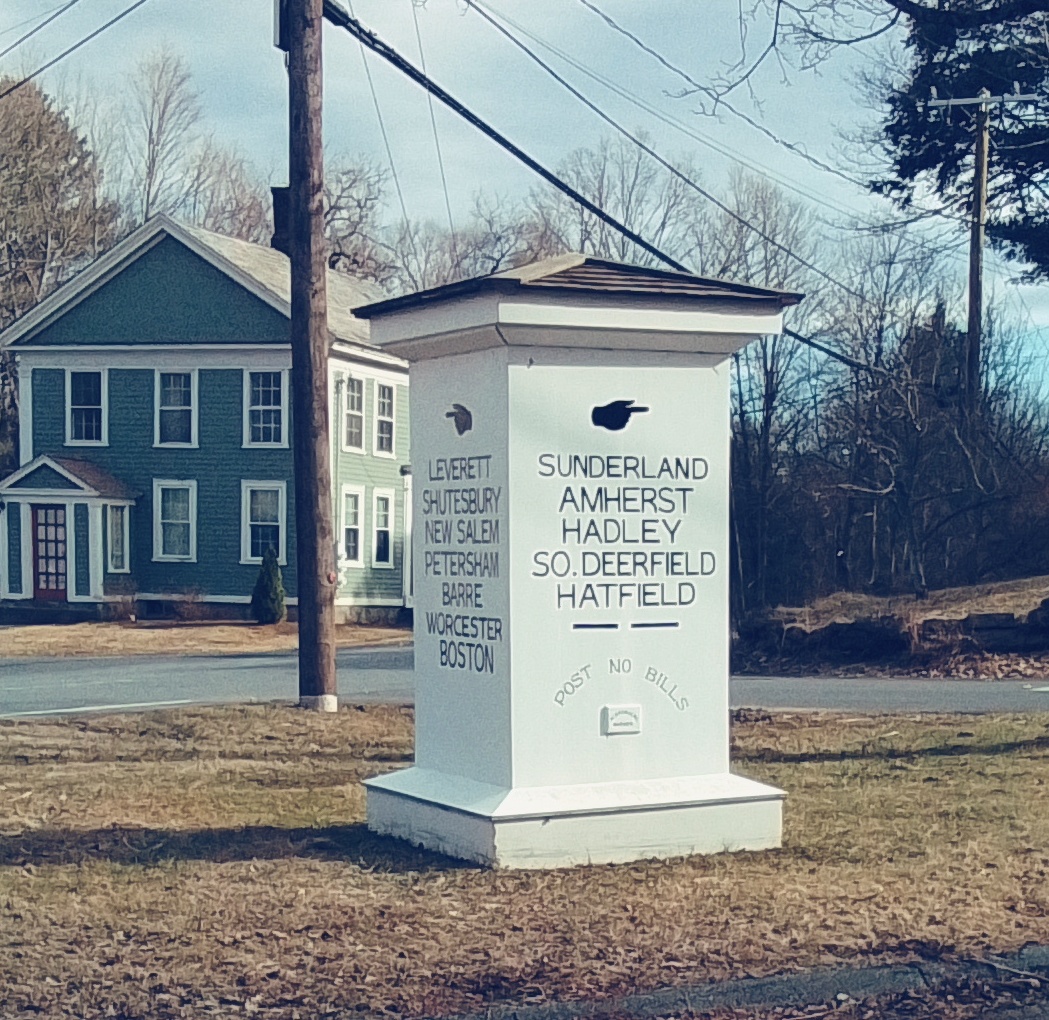 LEVERETT
SHUTESBURY
NEW SALEM
PETERSHAM
BARRE
WORCESTER
BOSTON
SUNDERLAND
AMHERST
HADLEY
SO. DEERFIELD
HATFIELD
POST NO BILLS